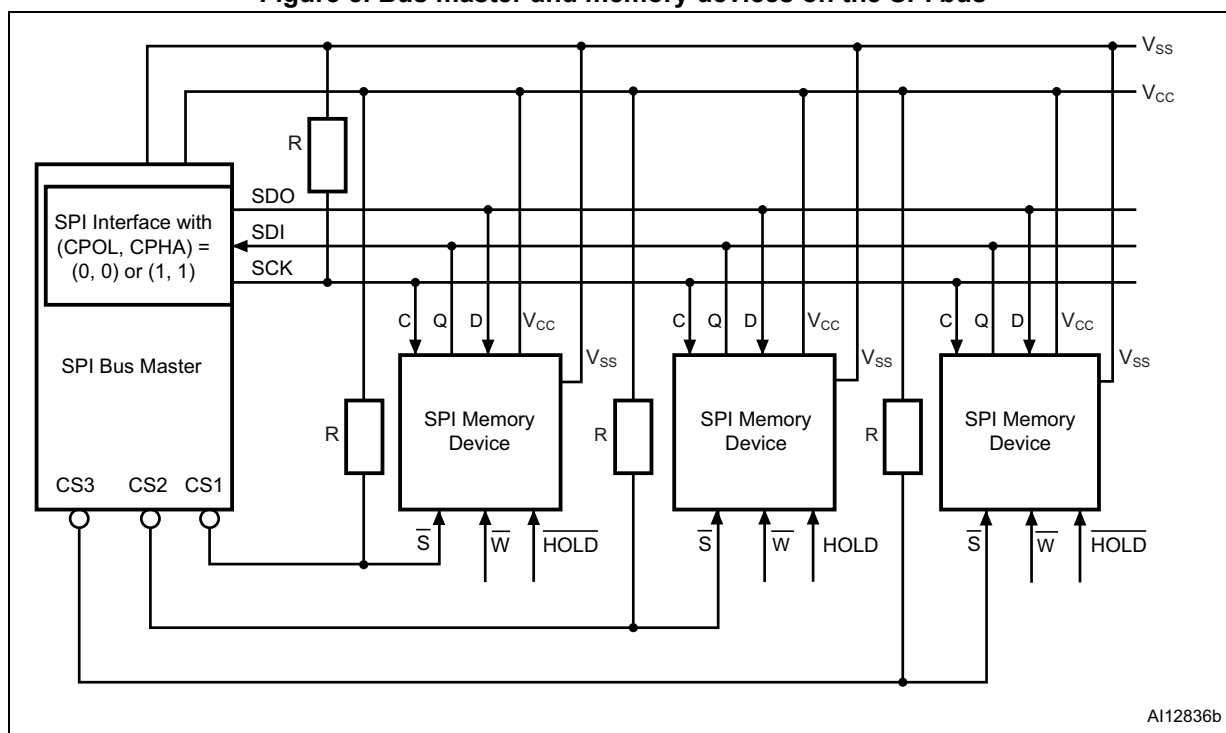 Figure 3. Bus master and memory devices on the SPI bus
VSS
VCC
R
SDO
SPI Interface with
(CPOL, CPHA) =
(0, 0) or (1, 1)
SDI
SCK
SPI Bus Master
C Q D VCC VSS
C Q D VCC VSS
C Q D VCC VSS
R
SPI Memory
Device
R
SPI Memory
Device
R
SPI Memory
Device
CS3 CS2 CS1
S̅ W̅ H̅O̅L̅D̅
S̅ W̅ HOLD
S̅ W̅ H̅O̅L̅D̅
AI12836b